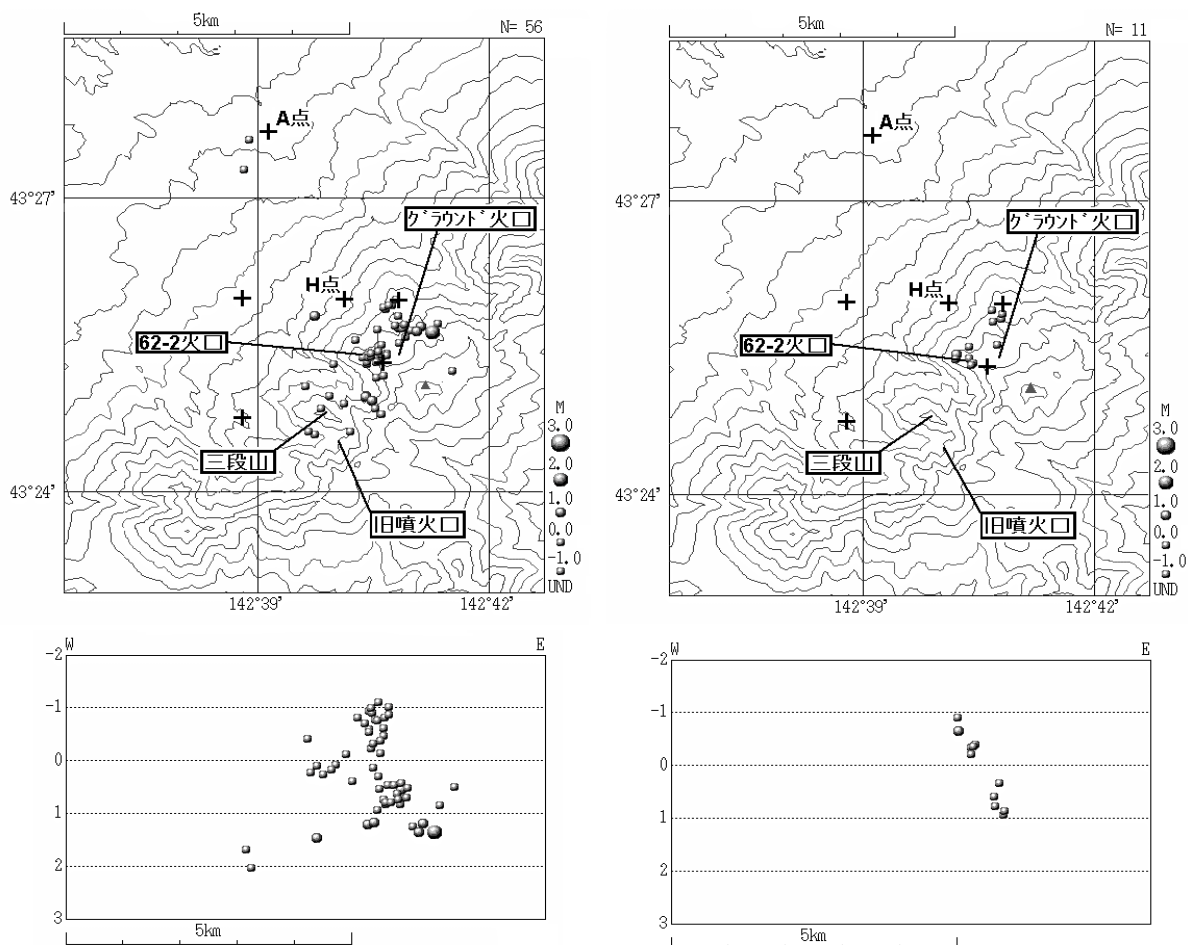 5km
N= 56
A点
43°27'
グラウンド火口
H点
62-2火口
M
3.0
2.0
1.0
0.0
-1.0
UND
三段山
43°24'
旧噴火口
142°39'
142°42'
W
E
-2
-1
0
1
2
3
5km
5km
N= 11
A点
43°27'
グラウンド火口
H点
62-2火口
M
3.0
2.0
1.0
0.0
-1.0
UND
三段山
43°24'
旧噴火口
142°39'
142°42'
W
E
-2
-1
0
1
2
3
5km